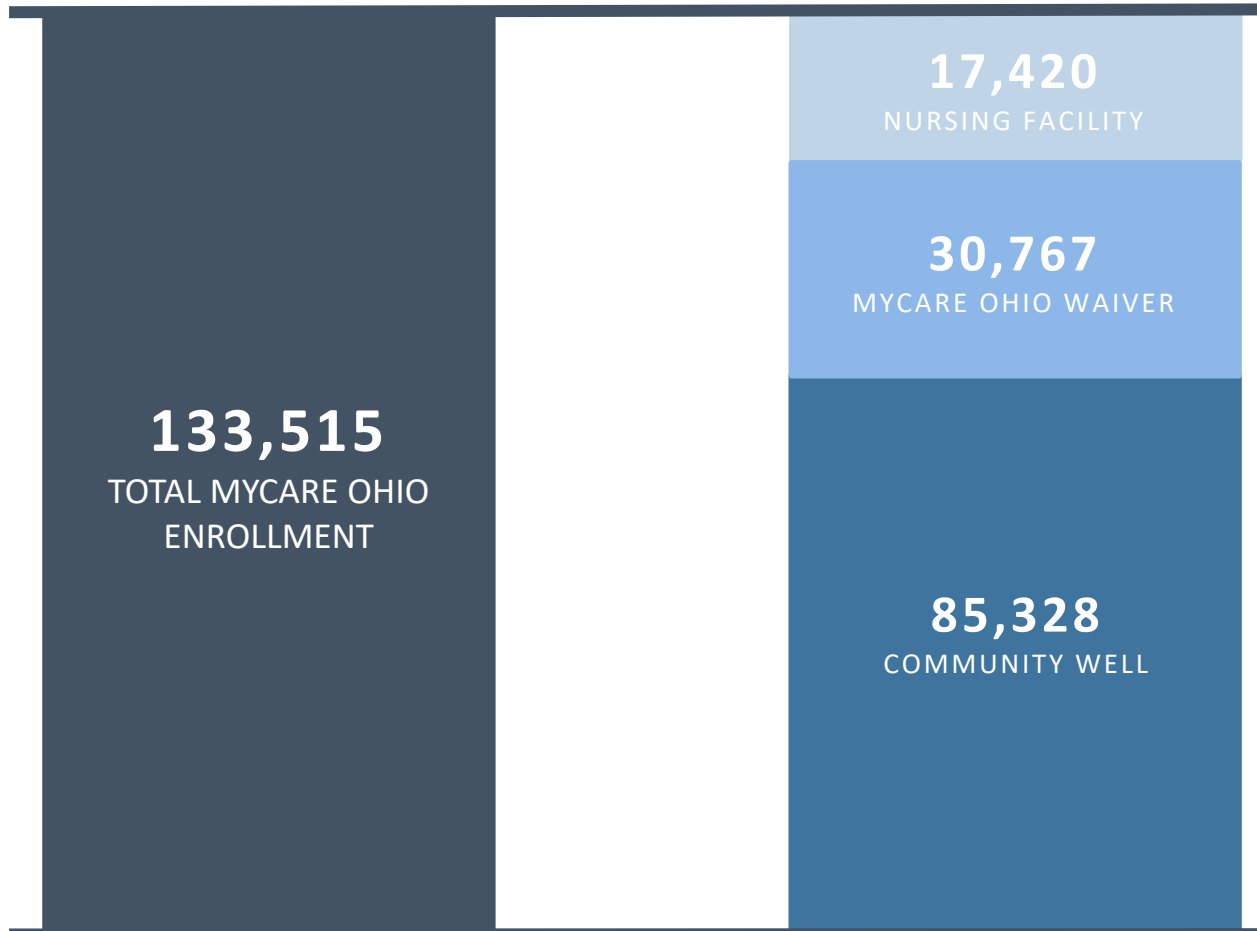 133,515
TOTAL MYCARE OHIO
ENROLLMENT
17,420
NURSING FACILITY
30,767
MYCARE OHIO WAIVER
85,328
COMMUNITY WELL